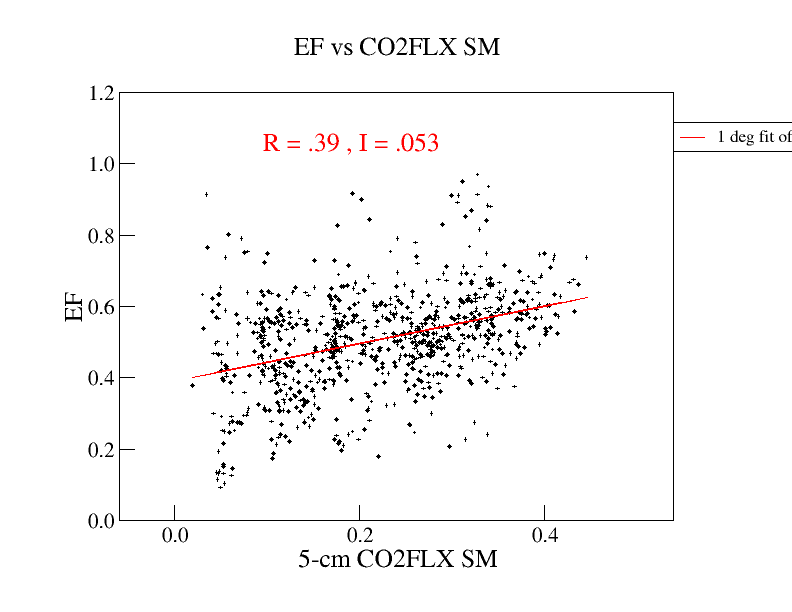 EF vs CO2FLX SM
1.2
R = .39 , I = .053
1 deg fit of
1.0
0.8
EF
0.6
0.4
0.2
0.0
0.0 0.2 0.4
5-cm CO2FLX SM